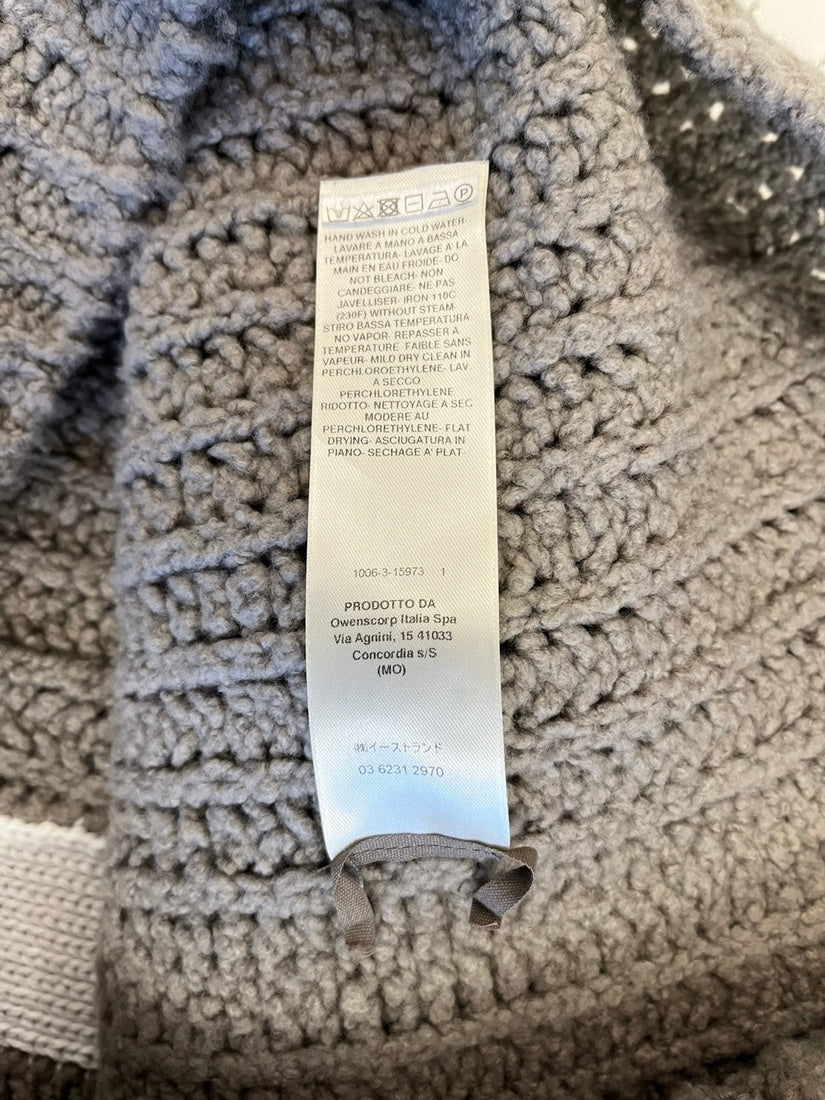 P
HAND WASH IN COLD WATER-
LAVARE A MANO A BASSA
TEMPERATURA- LAVAGE A LA
MAIN EN EAU FROIDE- DO
NOT BLEACH- NON
CANDEGGIARE- NE PAS
JAVELLISER- IRON 110C
(230F) WITHOUT STEAM-
STIRO BASSA TEMPERATURA
NO VAPOR- REPASSER A
TEMPERATURE FAIBLE SANS
VAPEUR- MILD DRY CLEAN IN
PERCHLOROETHYLENE- LAV.
A SECCO
PERCHLORETHYLENE
RIDOTTO- NETTOYAGE A SEC
MODERE AU
PERCHLORETHYLENE- FLAT
DRYING- ASCIUGATURA IN
PIANO- SECHAGE A' PLAT-
1006-3-15973 1
PRODOTTO DA
Owenscorp Italia Spa
Via Agnini, 15 41033
Concordia s/S
(MO)
㈱イーストランド
03 6231 2970